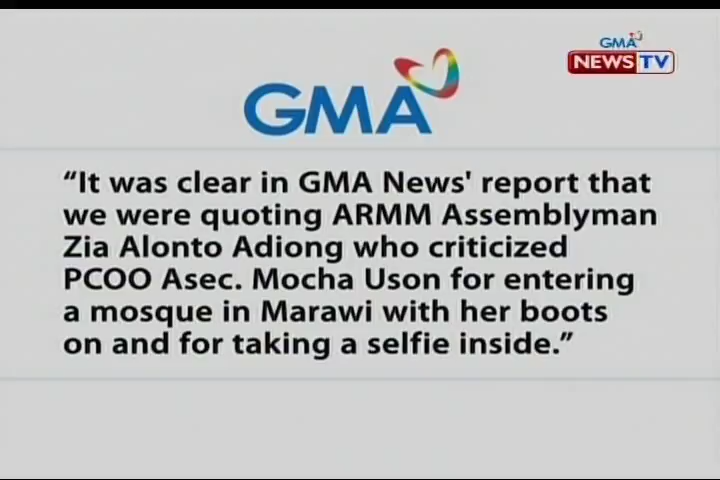 GMA
NEWS TV
GMA
“It was clear in GMA News' report that
we were quoting ARMM Assemblyman
Zia Alonto Adiong who criticized
PCOO Asec. Mocha Uson for entering
a mosque in Marawi with her boots
on and for taking a selfie inside.”